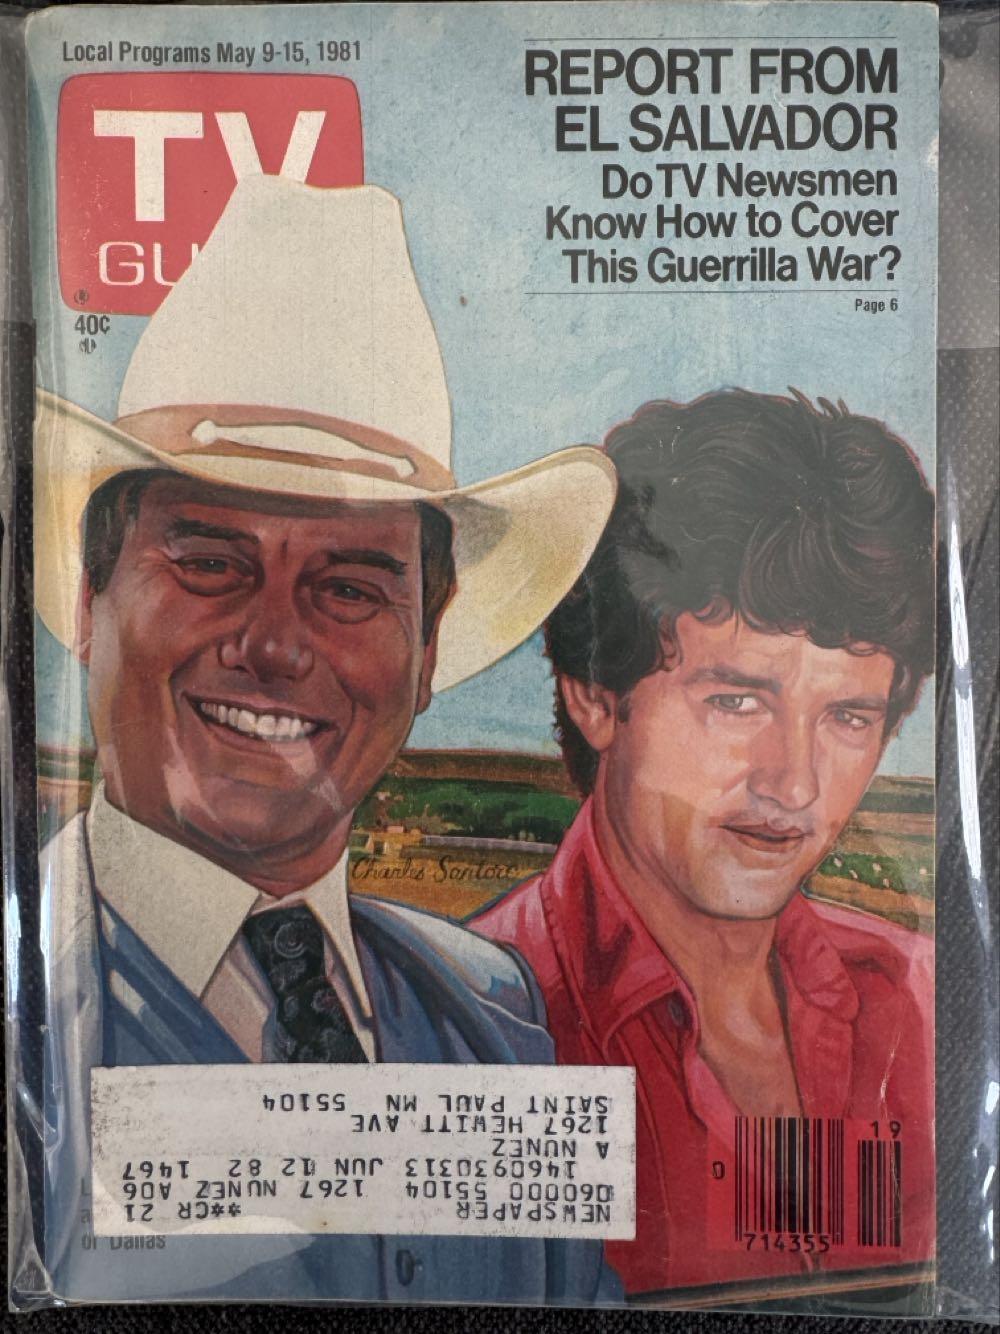 Local Programs May 9-15, 1981
TV
GU
40¢
REPORT FROM
EL SALVADOR
Do TV Newsmen
Know How to Cover
This Guerrilla War?
Page 6
Charles Santore
NEWSPAPER **CR 21
060000 55104 1267 NUNEZ A06
1460930313 JUN 12 82 1467
A NUNEZ
1267 HEWITT AVE
SAINT PAUL MN 55104
L
a
of Dallas
0
714355
19